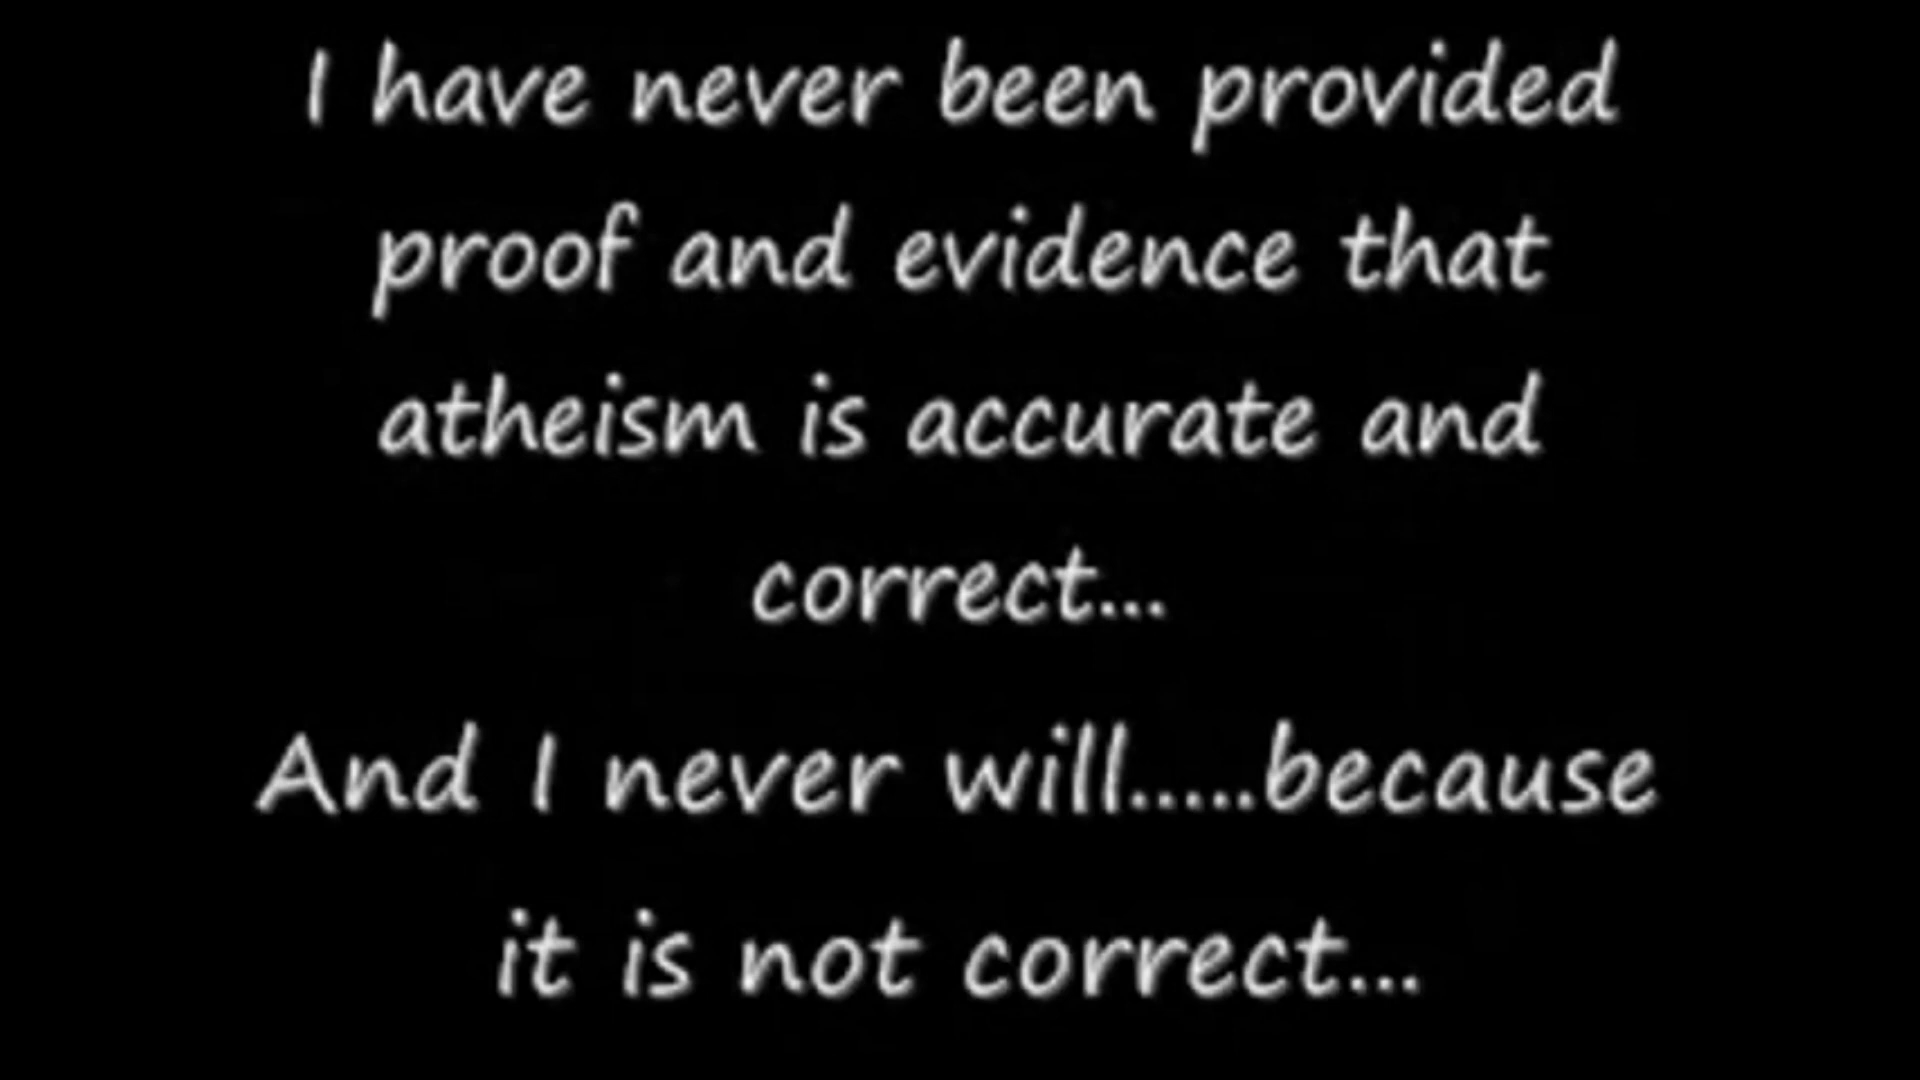 I have never been provided
proof and evidence that
atheism is accurate and
correct...
And I never will.....because
it is not correct...